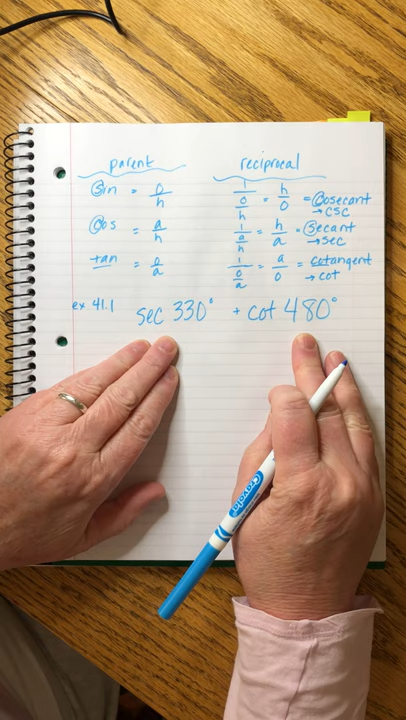 parent reciprocal
Sin = o/h 1/(o/h) = h/o = Cosecant
→ csc
Cos = a/h 1/(a/h) = h/a = Secant
→ sec
tan = o/a 1/(o/a) = a/o = cotangent
→ cot
ex 41.1 sec 330° + cot 480°
Crayola